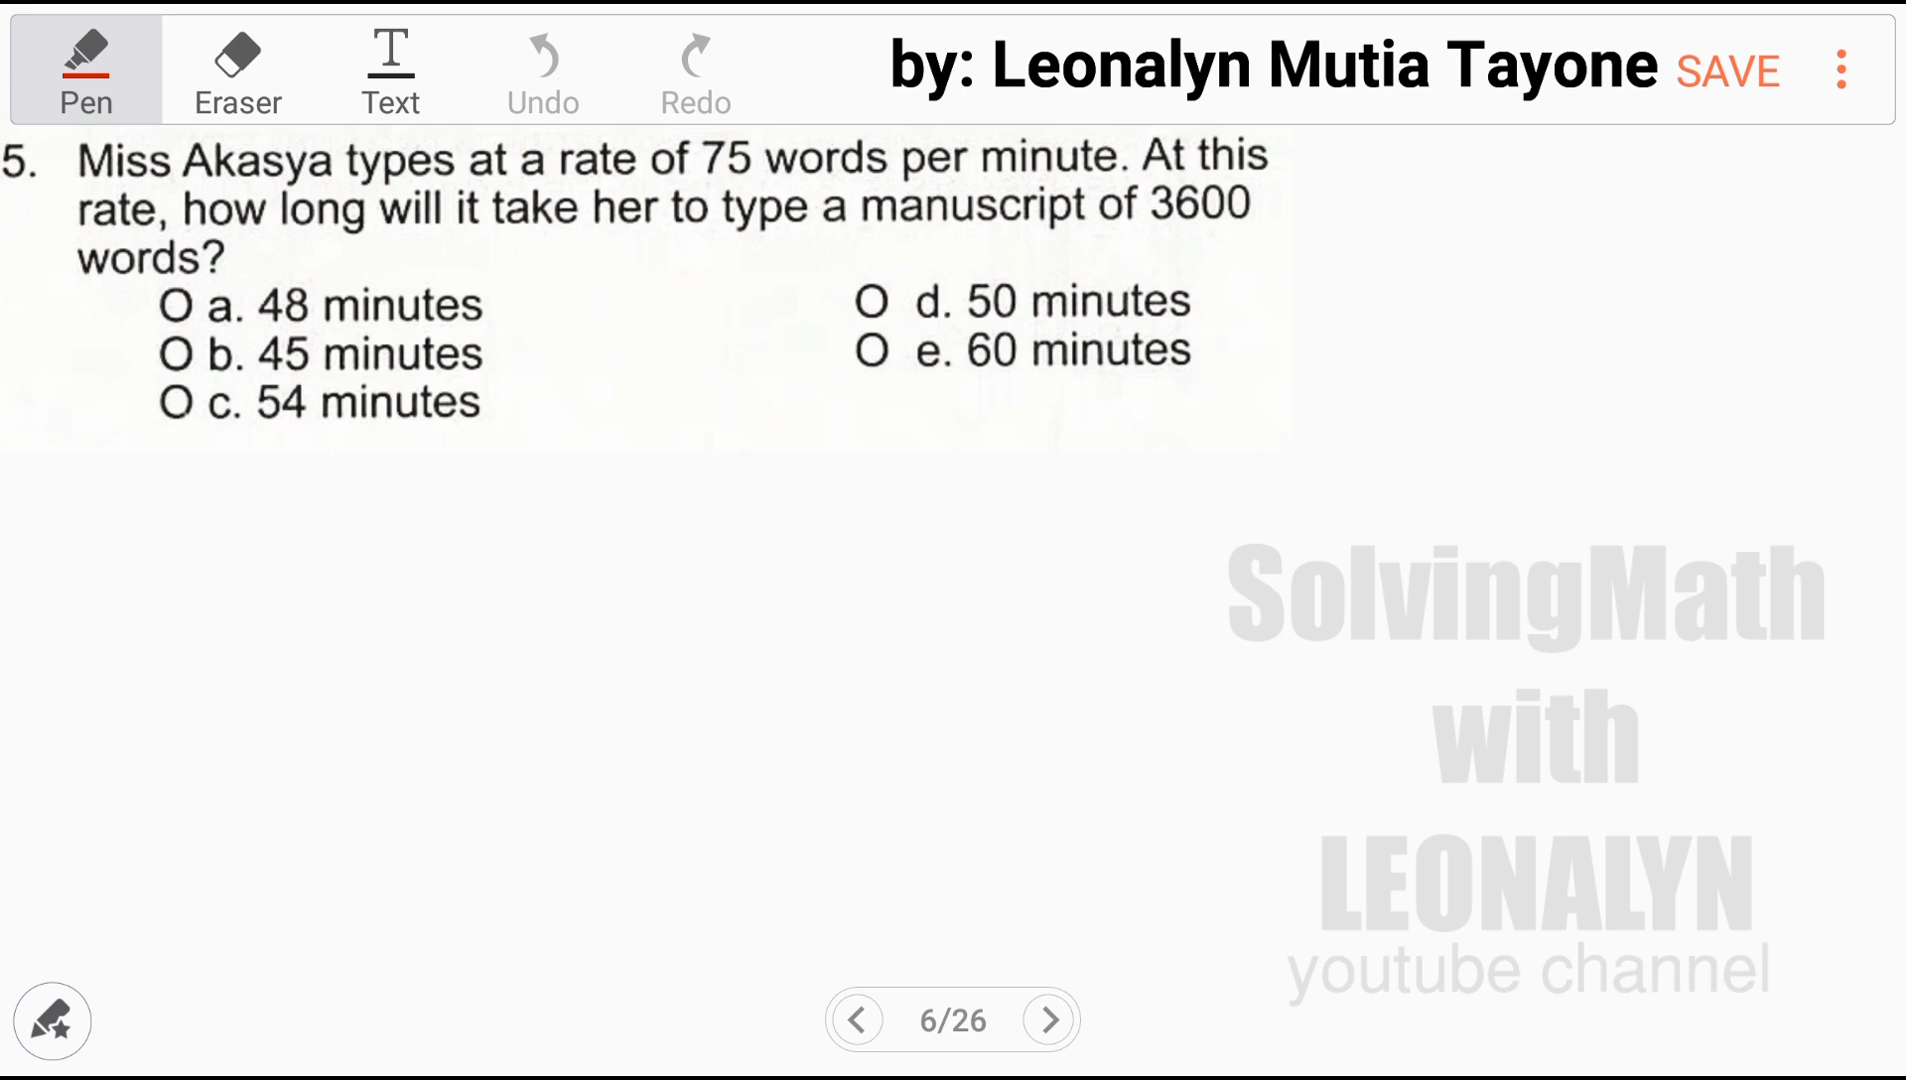 Pen
Eraser
T
Text
Undo
Redo
by: Leonalyn Mutia Tayone
SAVE
5. Miss Akasya types at a rate of 75 words per minute. At this
rate, how long will it take her to type a manuscript of 3600
words?
O a. 48 minutes
O b. 45 minutes
O c. 54 minutes
O d. 50 minutes
O e. 60 minutes
SolvingMath
with
LEONALYN
youtube channel
6/26